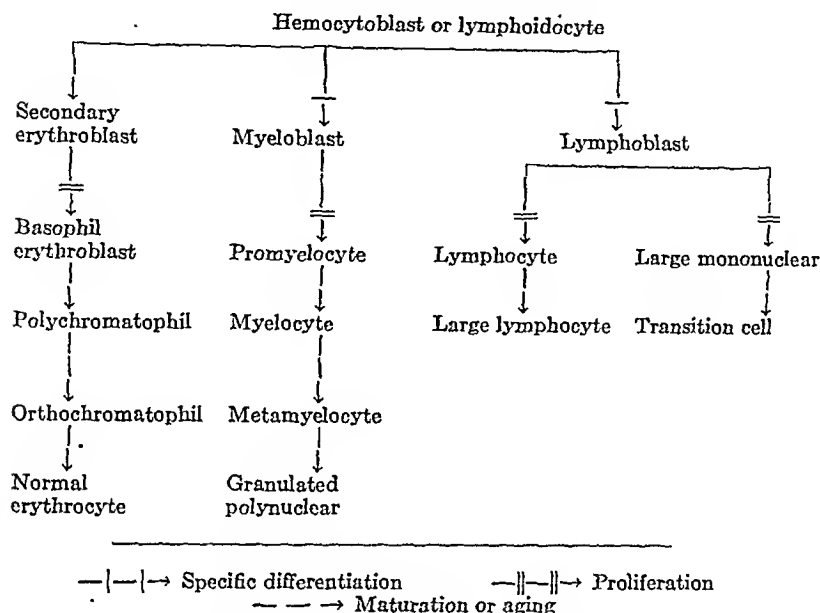 Hemocytoblast or lymphoidocyte
Secondary
erythroblast
Myeloblast
Lymphoblast
Basophil
erythroblast
Promyelocyte
Lymphocyte
Large mononuclear
Polychromatophil
Myelocyte
Large lymphocyte
Transition cell
Orthochromatophil
Metamyelocyte
Normal
erythrocyte
Granulated
polynuclear
Specific differentiation
Proliferation
Maturation or aging